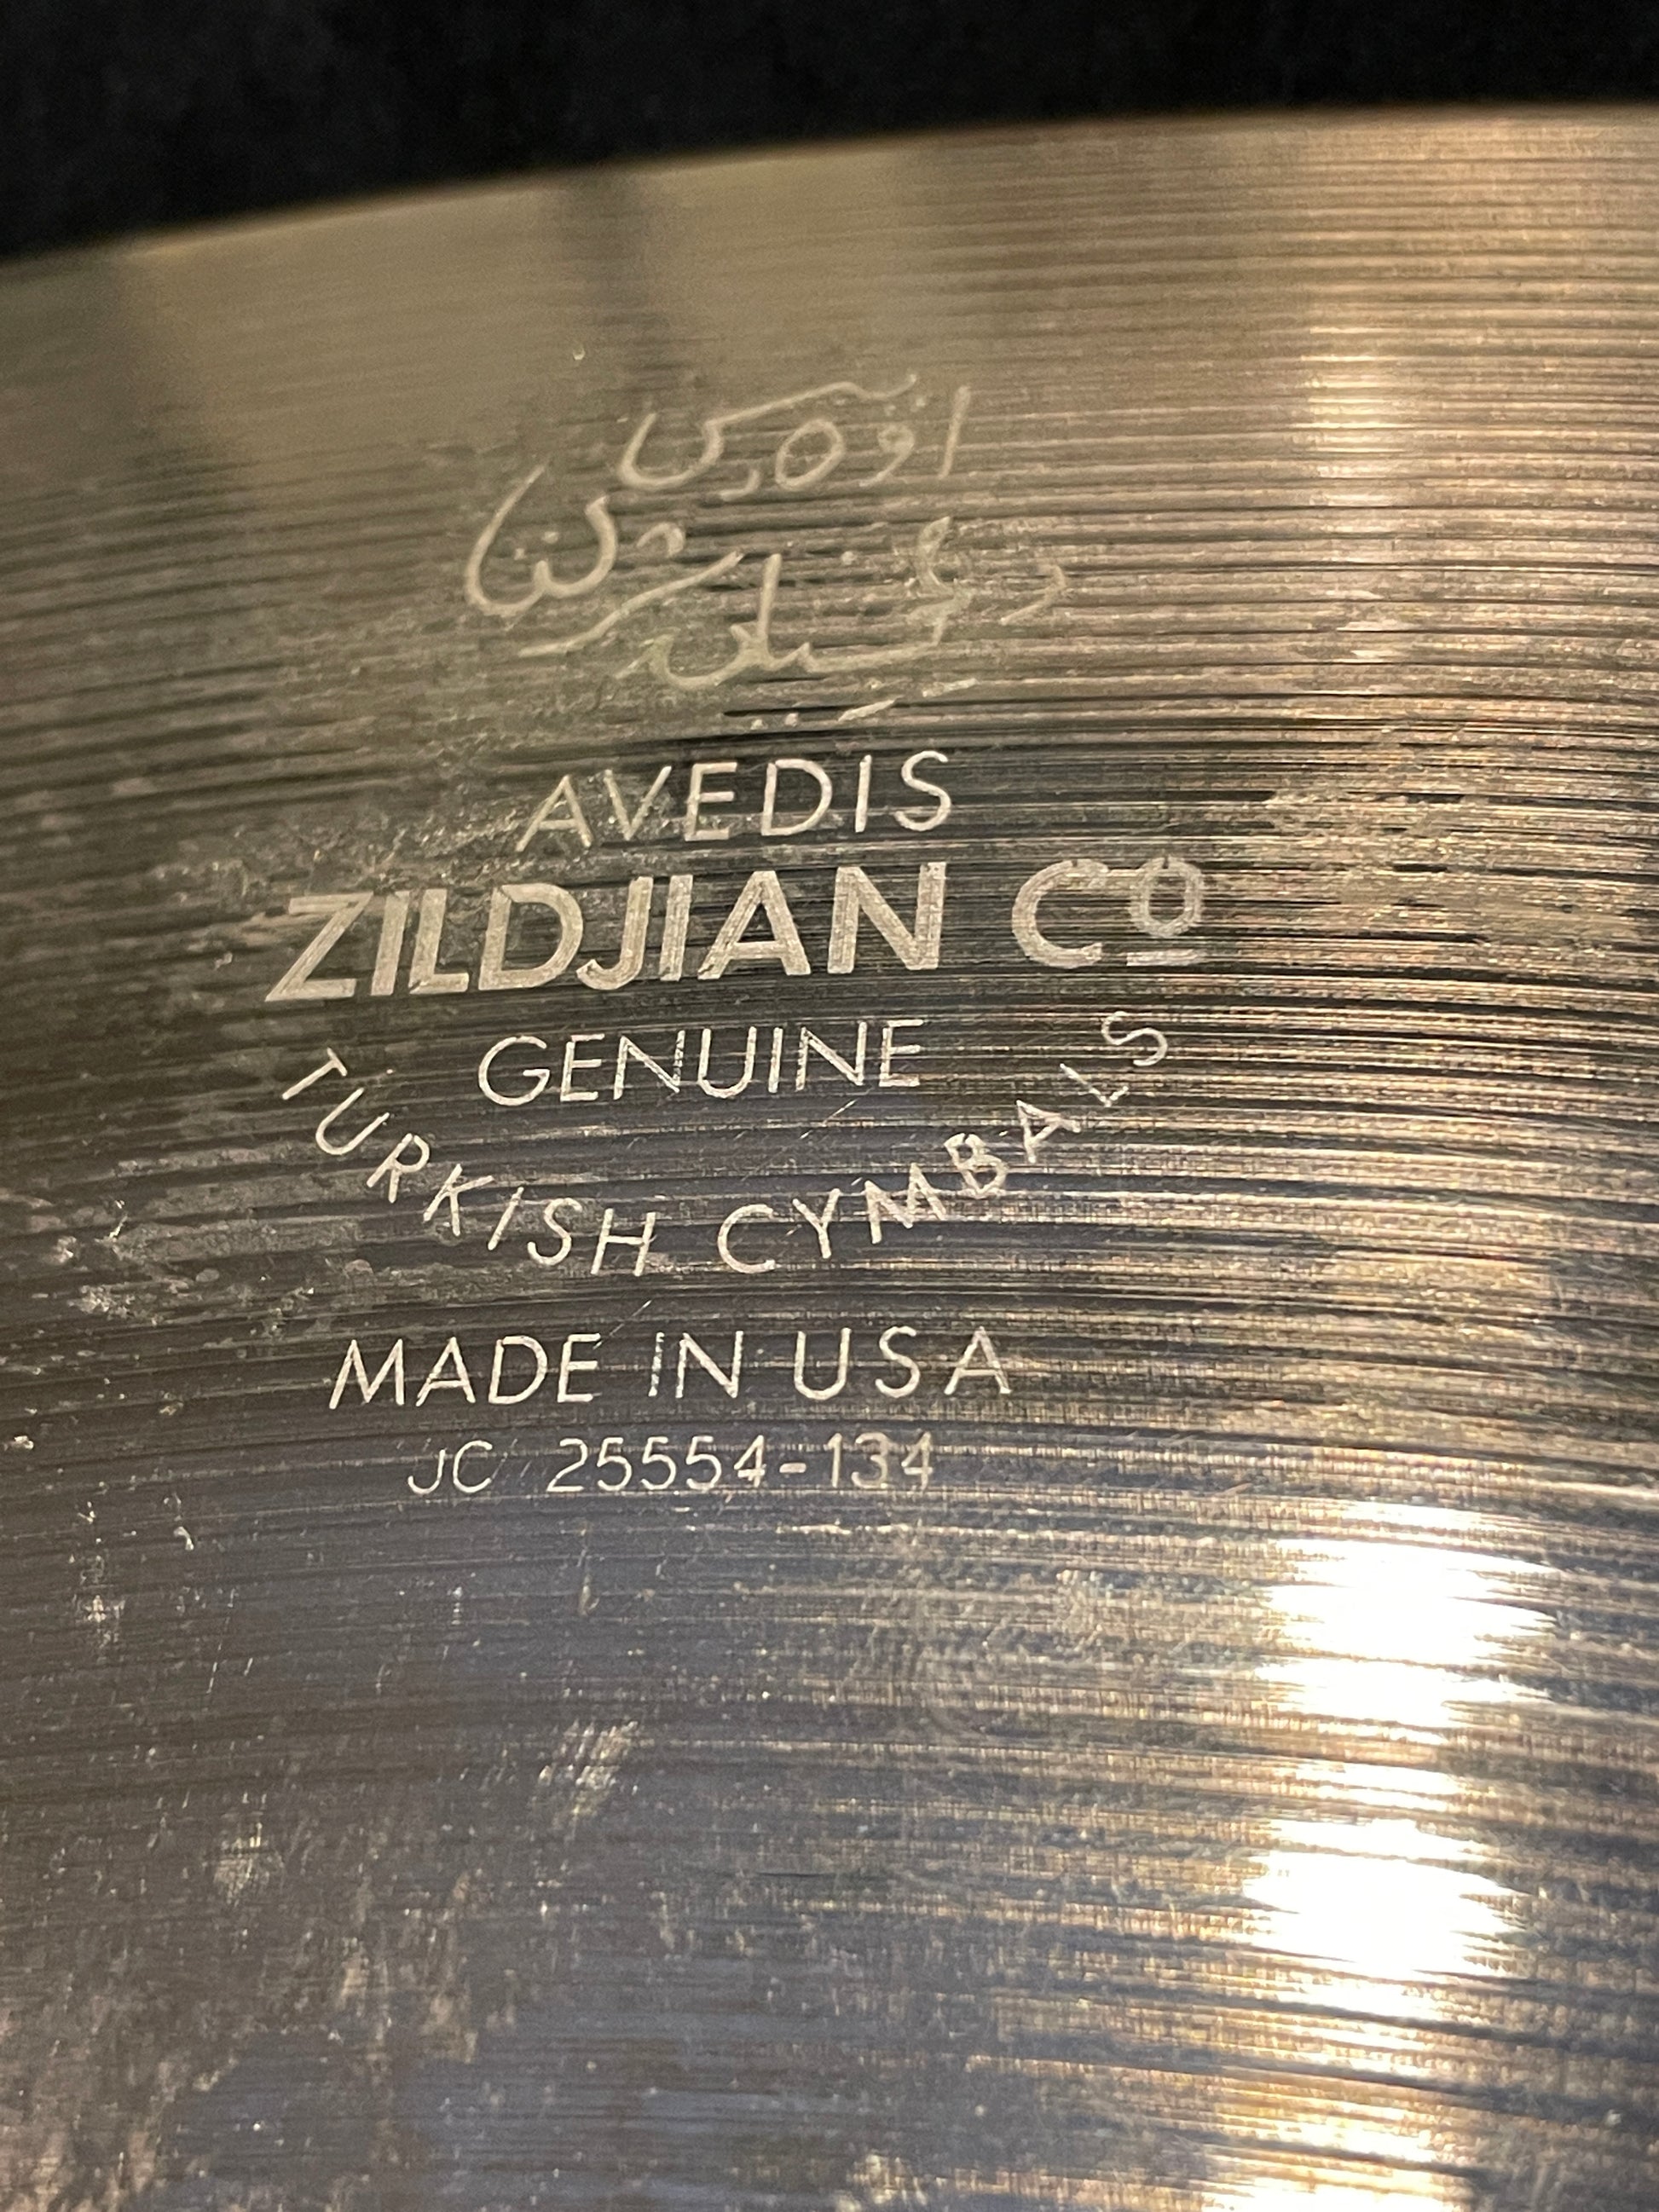 AVEDIS
ZILDJIAN Cº
GENUINE
TURKISH CYMBALS
MADE IN USA
JC 25554-134